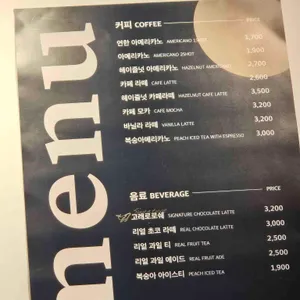 menu
커피 COFFEE PRICE
연한 아메리카노 AMERICANO 1SHOT 1,700
아메리카노 AMERICANO 2SHOT 1,500
헤이즐넛 아메리카노 HAZELNUT AMERICANO 2,700
카페 라떼 CAFE LATTE 2,600
헤이즐넛 카페라떼 HAZELNUT CAFE LATTE 3,500
카페 모카 CAFE MOCHA 3,200
바닐라 라떼 VANILLA LATTE 3,200
복숭아메리카노 PEACH ICED TEA WITH ESPRESSO 3,000
음료 BEVERAGE PRICE
고래로로쉐 SIGNATURE CHOCOLATE LATTE 3,200
리얼 초코 라떼 REAL CHOCOLATE LATTE 3,000
리얼 과일 티 REAL FRUIT TEA 2,500
리얼 과일 에이드 REAL FRUIT ADE 2,500
복숭아 아이스티 PEACH ICED TEA 1,900